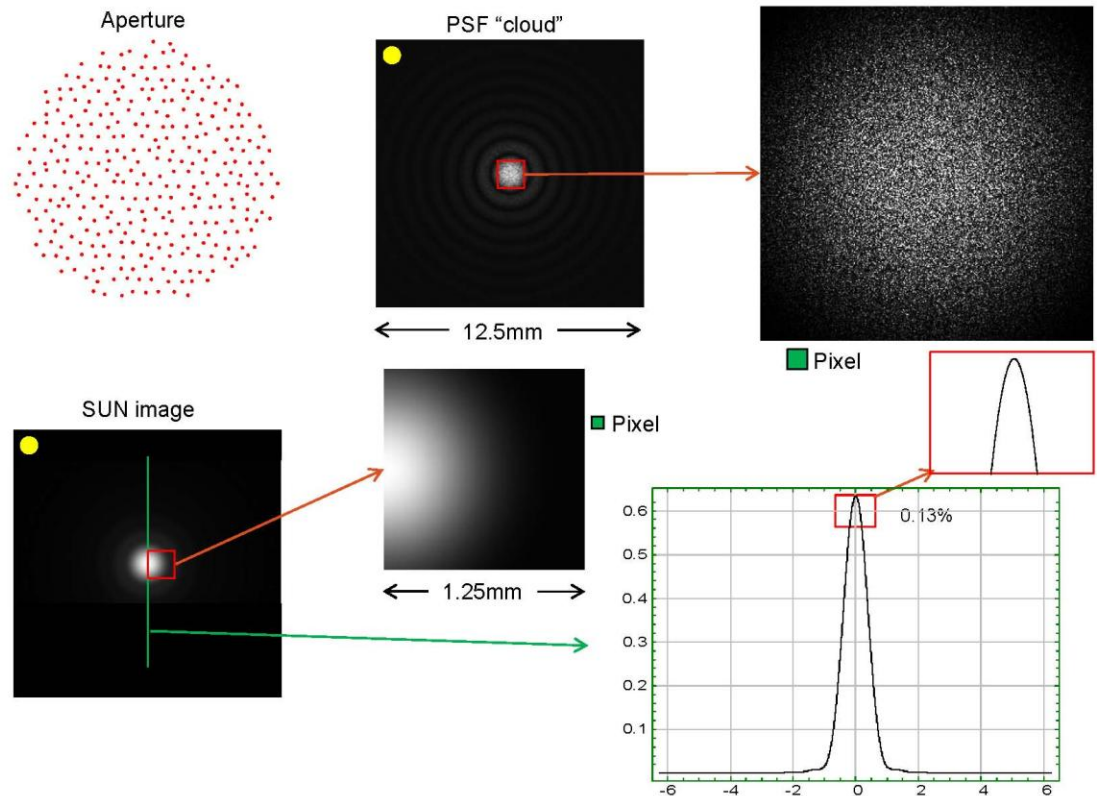 Aperture
PSF “cloud”
12.5mm
Pixel
SUN image
Pixel
1.25mm
0.13%
0.6
0.5
0.4
0.3
0.2
0.1
-6 -4 -2 0 2 4 6